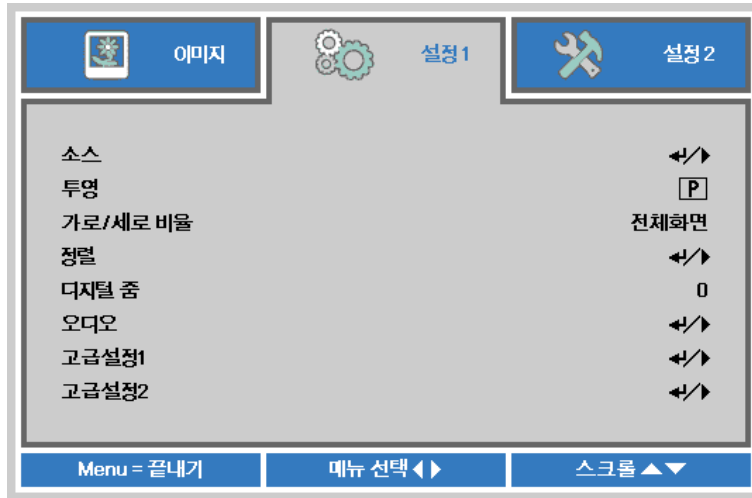 이미지
설정 1
설정 2
소스
투영 P
가로/세로 비율 전체화면
정렬
디지털 줌 0
오디오
고급설정1
고급설정2
Menu = 끝내기
메뉴 선택
스크롤